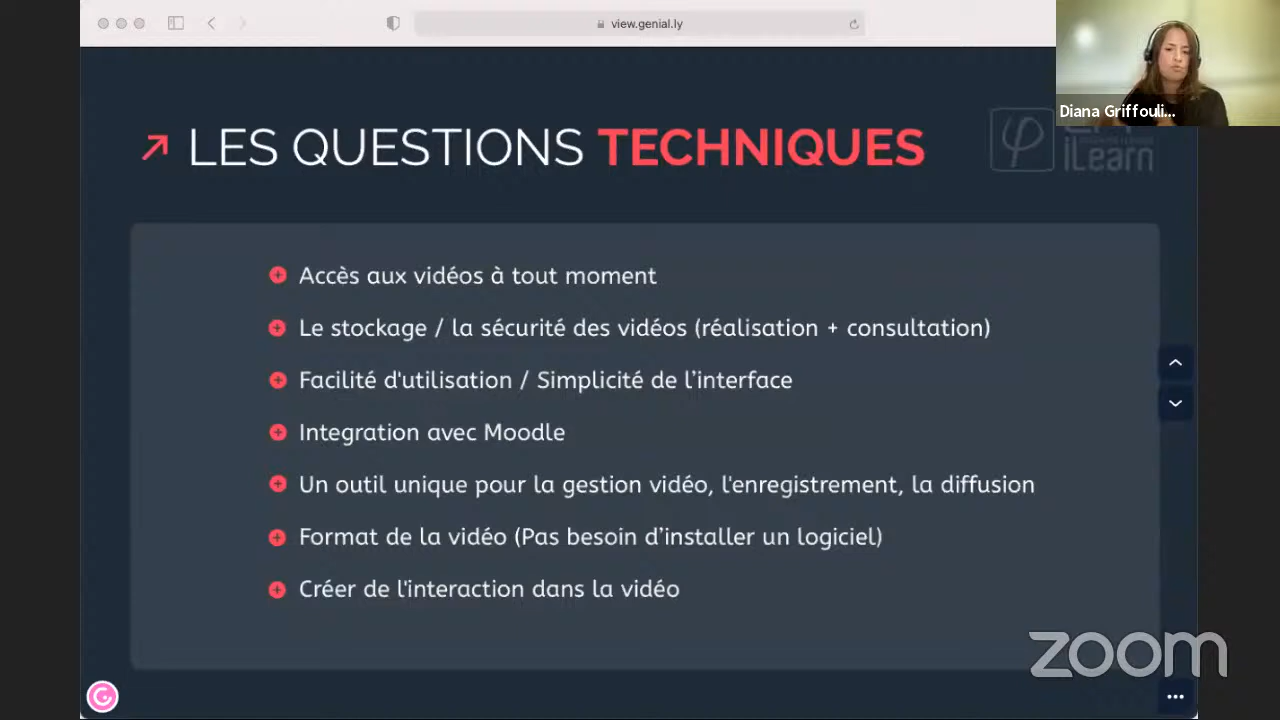 view.genial.ly
Diana Griffouli...
LES QUESTIONS TECHNIQUES
iLearn
Accès aux vidéos à tout moment
Le stockage / la sécurité des vidéos (réalisation + consultation)
Facilité d'utilisation / Simplicité de l’interface
Integration avec Moodle
Un outil unique pour la gestion vidéo, l'enregistrement, la diffusion
Format de la vidéo (Pas besoin d’installer un logiciel)
Créer de l'interaction dans la vidéo
zoom